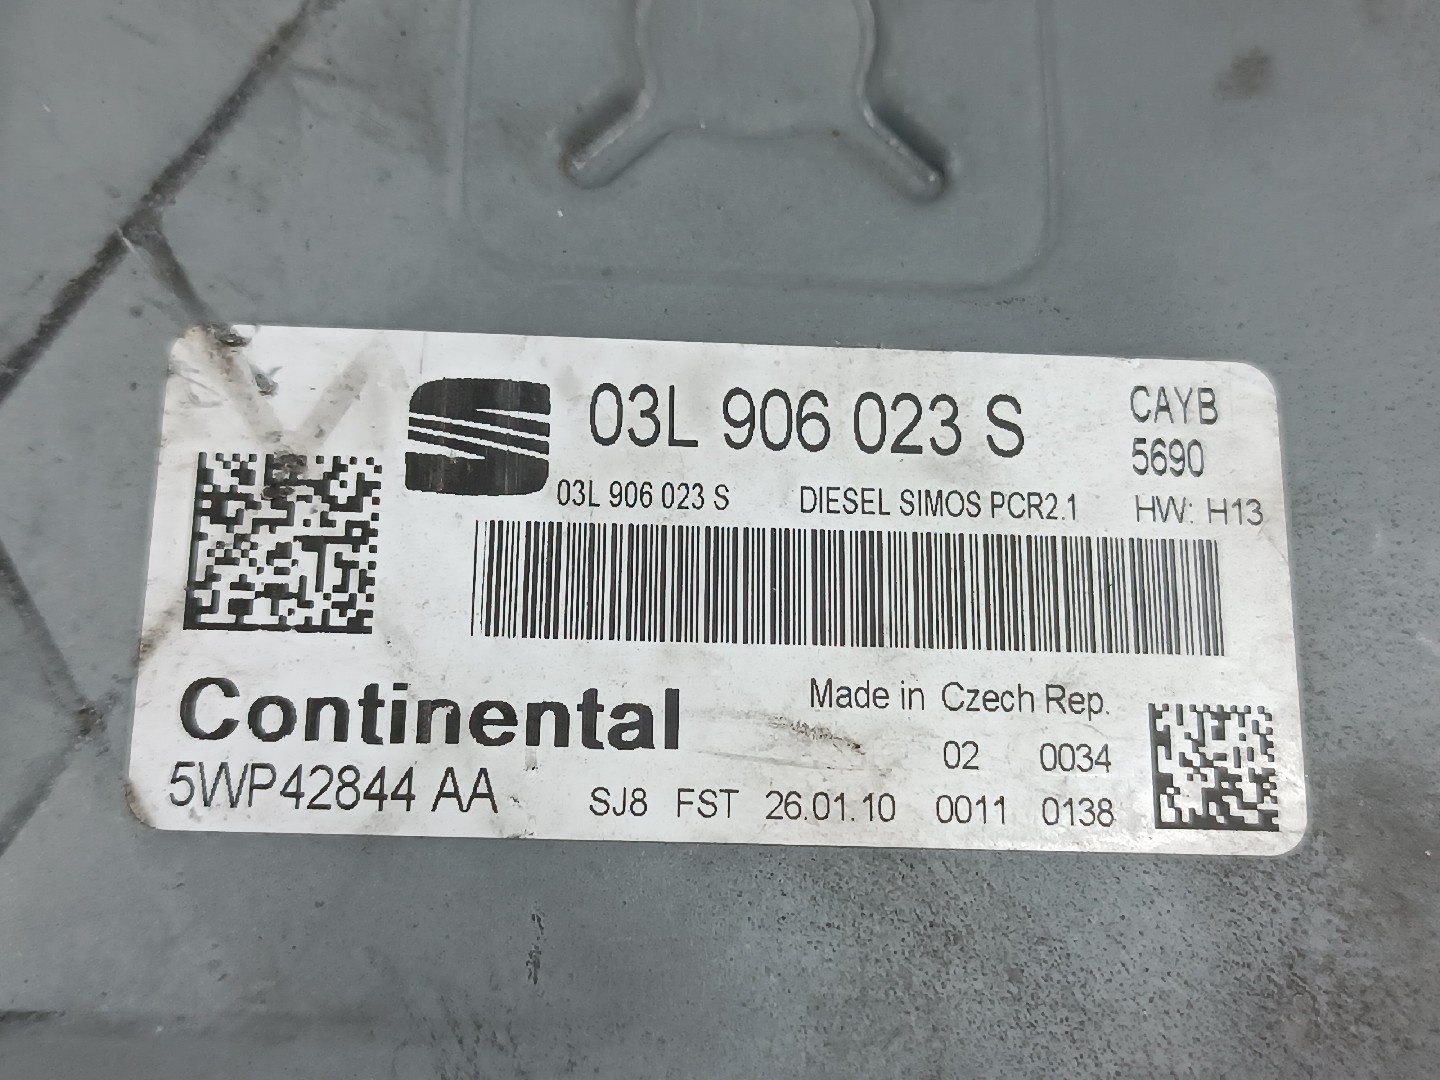 03L 906 023 S
CAYB
5690
03L 906 023 S DIESEL SIMOS PCR2.1 HW: H13
Made in Czech Rep.
Continental
02 0034
5WP42844 AA SJ8 FST 26.01.10 0011 0138